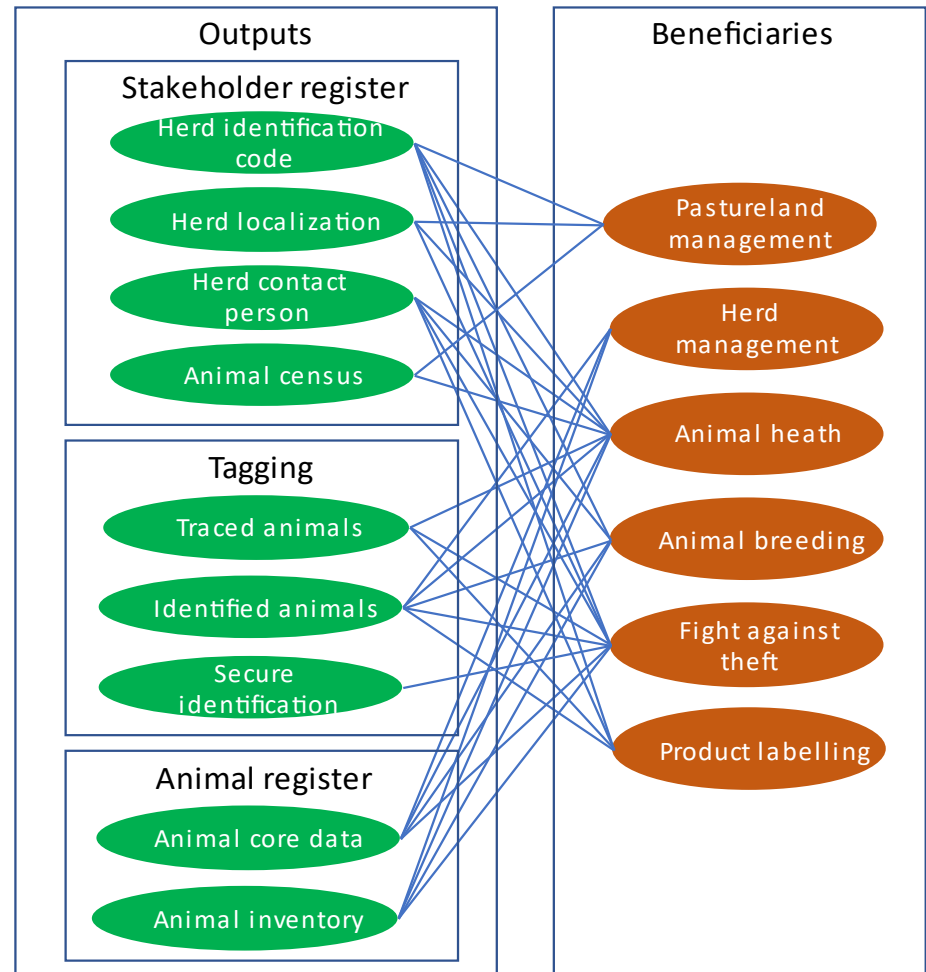 Outputs
Stakeholder register
Herd identification
code
Herd localization
Herd contact
person
Animal census
Tagging
Traced animals
Identified animals
Secure
identification
Animal register
Animal core data
Animal inventory
Beneficiaries
Pastureland
management
Herd
management
Animal heath
Animal breeding
Fight against
theft
Product labelling